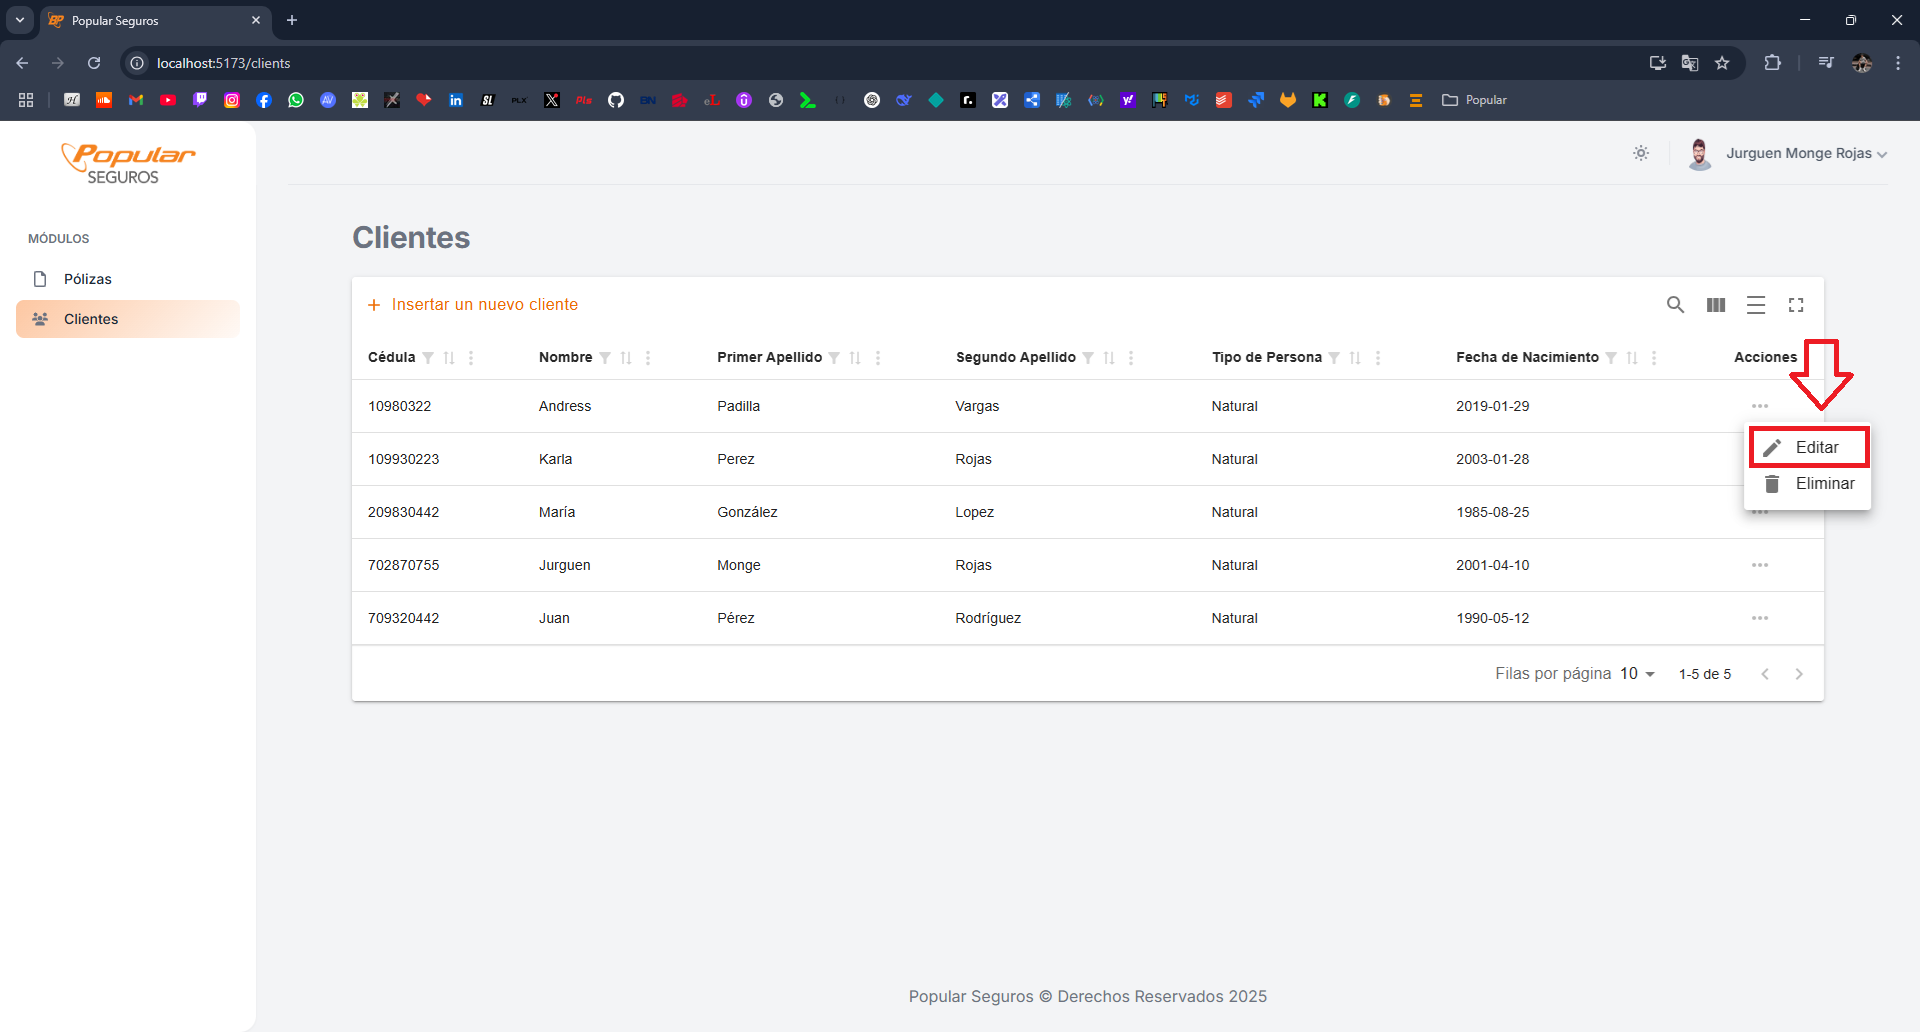 Popular Seguros
localhost:5173/clients
Popular
Popular
SEGUROS
Jurguen Monge Rojas
MÓDULOS
Pólizas
Clientes
Clientes
Insertar un nuevo cliente
Cédula Nombre Primer Apellido Segundo Apellido Tipo de Persona Fecha de Nacimiento Acciones
10980322 Andress Padilla Vargas Natural 2019-01-29
109930223 Karla Perez Rojas Natural 2003-01-28
209830442 María González Lopez Natural 1985-08-25
702870755 Jurguen Monge Rojas Natural 2001-04-10
709320442 Juan Pérez Rodríguez Natural 1990-05-12
Editar
Eliminar
Filas por página 10 1-5 de 5
Popular Seguros © Derechos Reservados 2025